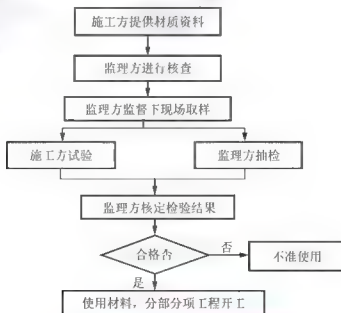 施工方提供材质资料
监理方进行核查
监理方监督下现场取样
施工方试验
监理方抽检
监理方核定检验结果
合格否
否
不准使用
是
使用材料，分部分项工程开工